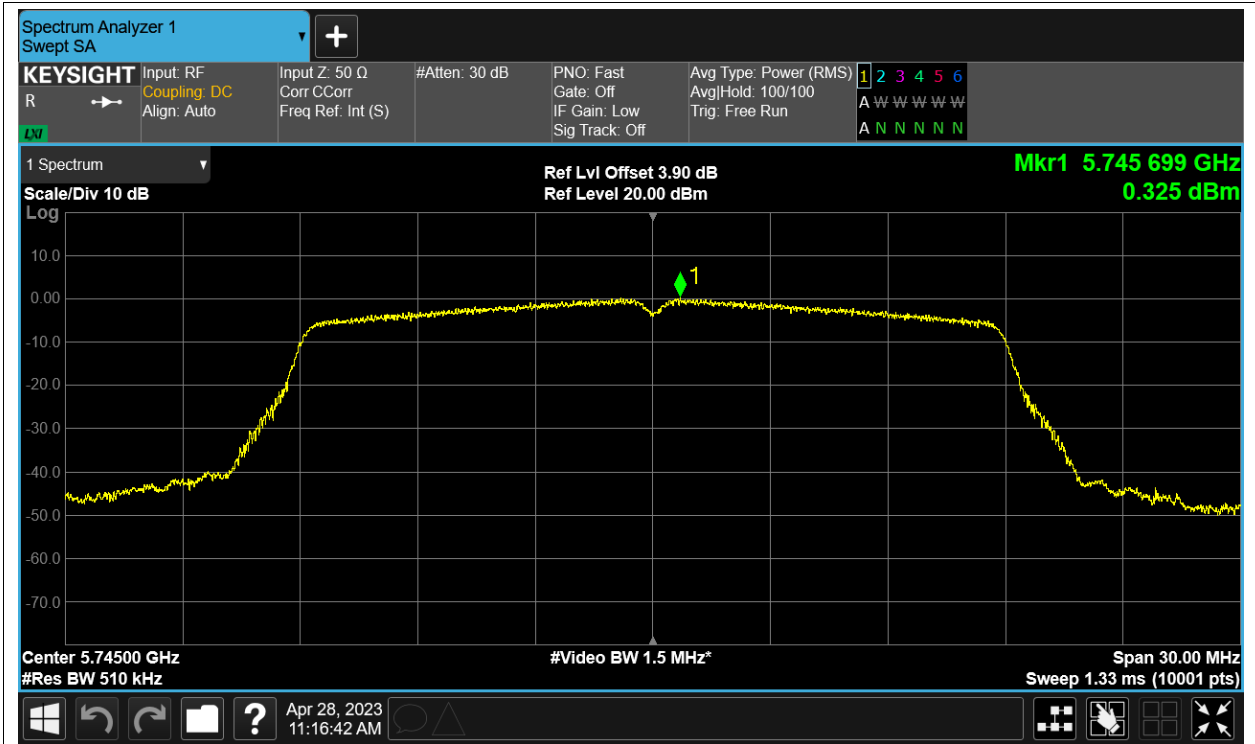 Spectrum Analyzer 1
Swept SA
KEYSIGHT
R
LXI
Input: RF
Coupling: DC
Align: Auto
Input Z: 50 Ω
Corr CCorr
Freq Ref: Int (S)
#Atten: 30 dB
PNO: Fast
Gate: Off
IF Gain: Low
Sig Track: Off
Avg Type: Power (RMS)
Avg|Hold: 100/100
Trig: Free Run
1 2 3 4 5 6
A W W W W W
A N N N N N
1 Spectrum
Scale/Div 10 dB
Ref Lvl Offset 3.90 dB
Ref Level 20.00 dBm
Mkr1 5.745 699 GHz
0.325 dBm
Log
1
10.0
0.00
-10.0
-20.0
-30.0
-40.0
-50.0
-60.0
-70.0
Center 5.74500 GHz
#Res BW 510 kHz
#Video BW 1.5 MHz*
Span 30.00 MHz
Sweep 1.33 ms (10001 pts)
?
Apr 28, 2023
11:16:42 AM